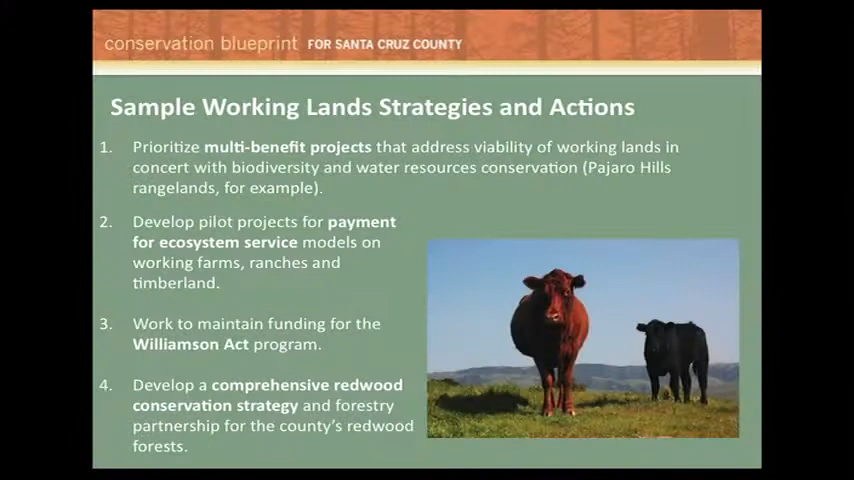 conservation blueprint FOR SANTA CRUZ COUNTY
Sample Working Lands Strategies and Actions
1. Prioritize multi-benefit projects that address viability of working lands in
concert with biodiversity and water resources conservation (Pajaro Hills
rangelands, for example).
2. Develop pilot projects for payment
for ecosystem service models on
working farms, ranches and
timberland.
3. Work to maintain funding for the
Williamson Act program.
4. Develop a comprehensive redwood
conservation strategy and forestry
partnership for the county's redwood
forests.